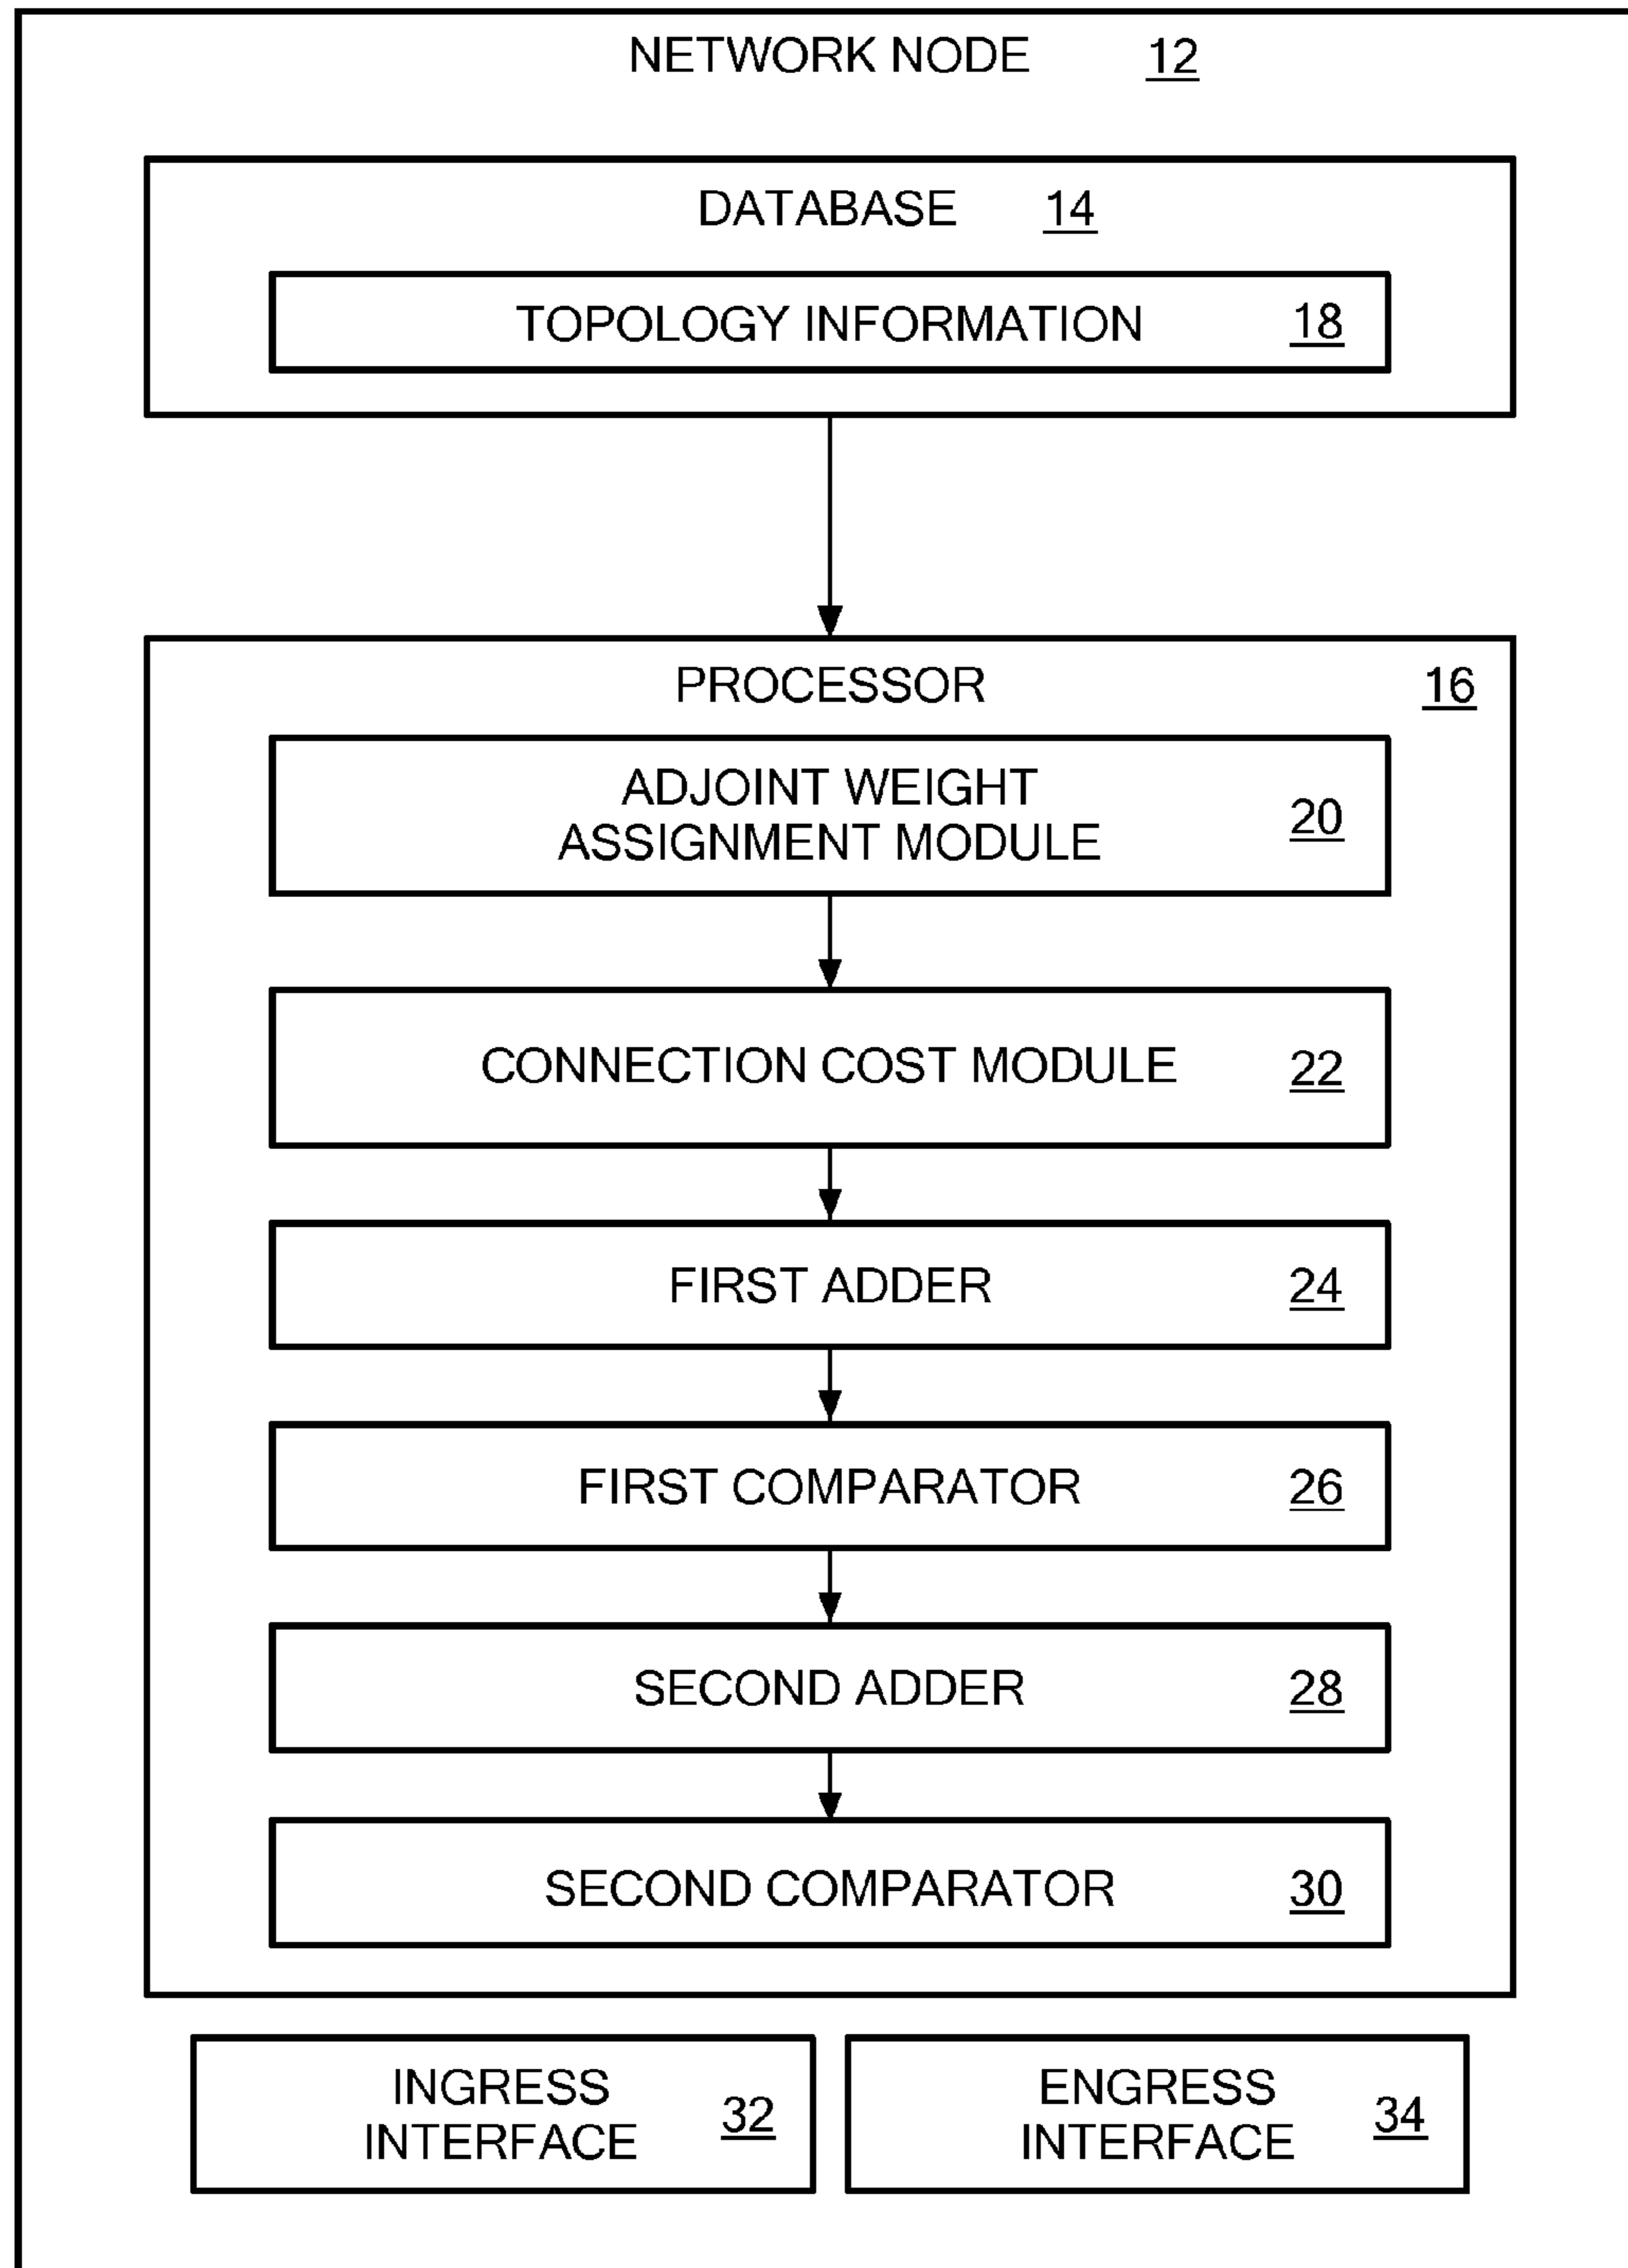 NETWORK NODE 12
DATABASE 14
TOPOLOGY INFORMATION 18
PROCESSOR 16
ADJOINT WEIGHT
ASSIGNMENT MODULE 20
CONNECTION COST MODULE 22
FIRST ADDER 24
FIRST COMPARATOR 26
SECOND ADDER 28
SECOND COMPARATOR 30
INGRESS
INTERFACE 32
ENGRESS
INTERFACE 34